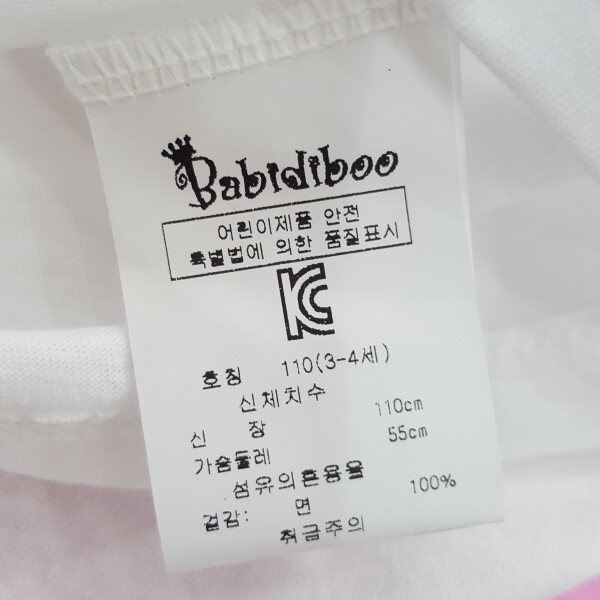 Babidiboo
어린이제품 안전
특별법에 의한 품질표시
KC
호칭 110(3-4세)
신체치수
신 장 110cm
가슴둘레 55cm
섬유의혼용율
겉감: 면 100%
취급주의